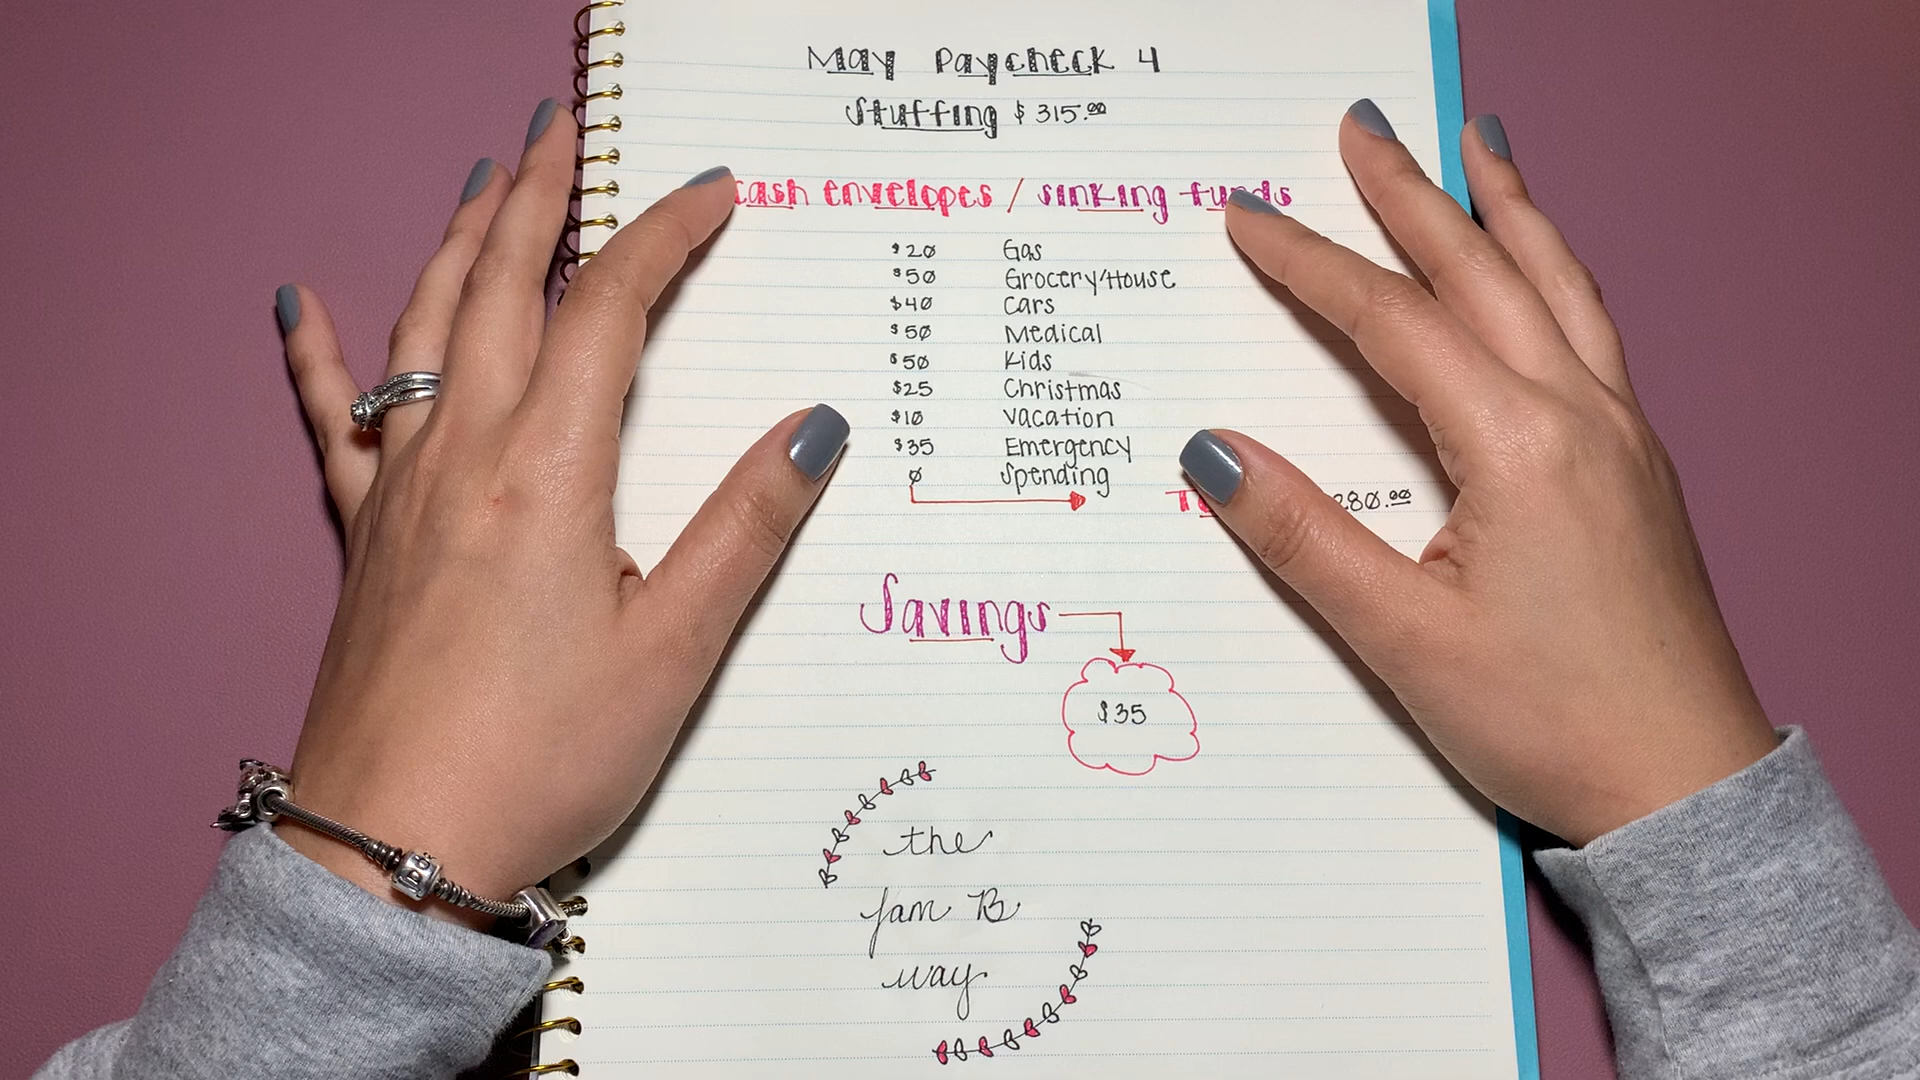 May Paycheck 4
Stuffing $315.00
cash envelopes / sinking funds
$20 Gas
$50 Grocery/House
$40 Cars
$50 Medical
$50 Kids
$25 Christmas
$10 Vacation
$35 Emergency
0 Spending
280.00
Savings
$35
the
fam B
way